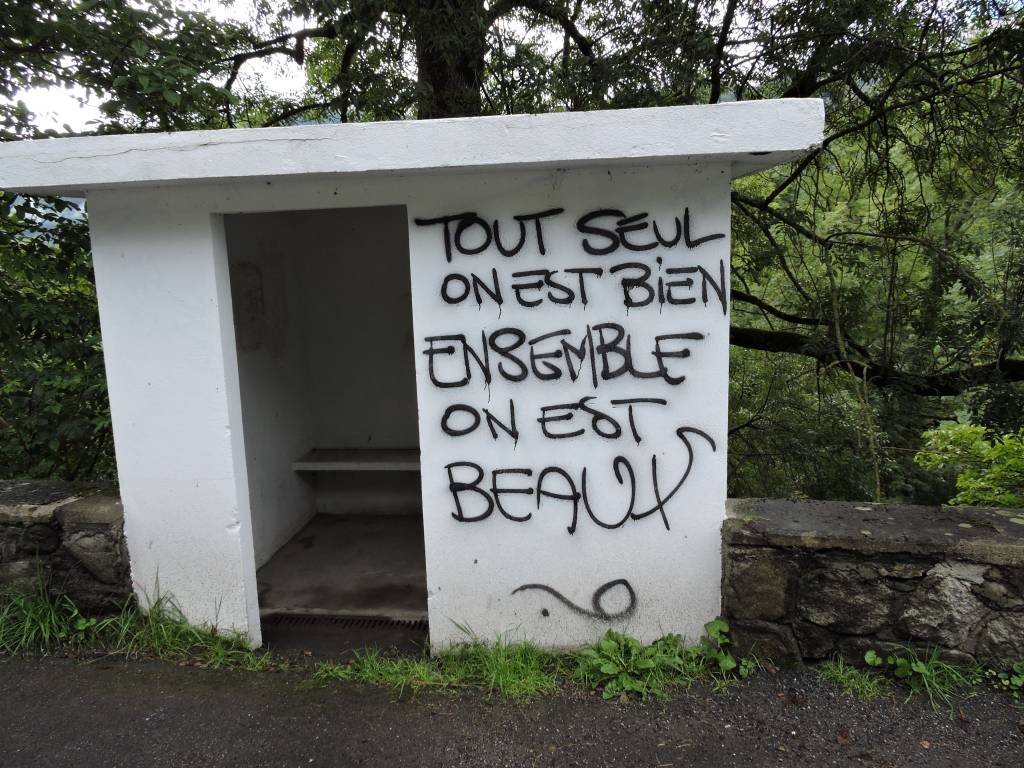 TOUT SEUL
ON EST BiEN
ENSEMBLE
ON EST
BEAUX